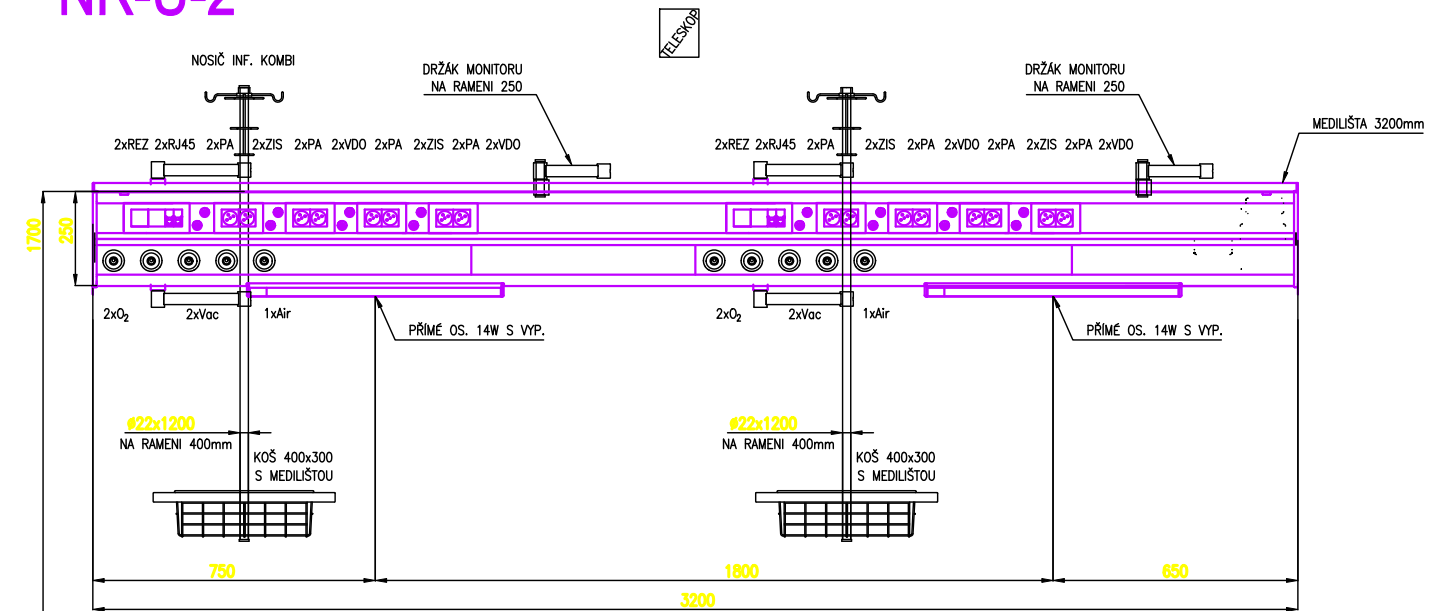 NR-U-2
TELESKOP
NOSIČ INF. KOMBI
DRŽÁK MONITORU
NA RAMENI 250
DRŽÁK MONITORU
NA RAMENI 250
MEDILIŠTA 3200mm
2xREZ 2xRJ45 2xPA 2xZIS 2xPA 2xVDO 2xPA 2xZIS 2xPA 2xVDO
2xREZ 2xRJ45 2xPA 2xZIS 2xPA 2xVDO 2xPA 2xZIS 2xPA 2xVDO
1700
250
2xO₂ 2xVac 1xAir
2xO₂ 2xVac 1xAir
PŘÍMÉ OS. 14W S VYP.
PŘÍMÉ OS. 14W S VYP.
ø22x1200
NA RAMENI 400mm
KOŠ 400x300
S MEDILIŠTOU
ø22x1200
NA RAMENI 400mm
KOŠ 400x300
S MEDILIŠTOU
750
1800
650
3200